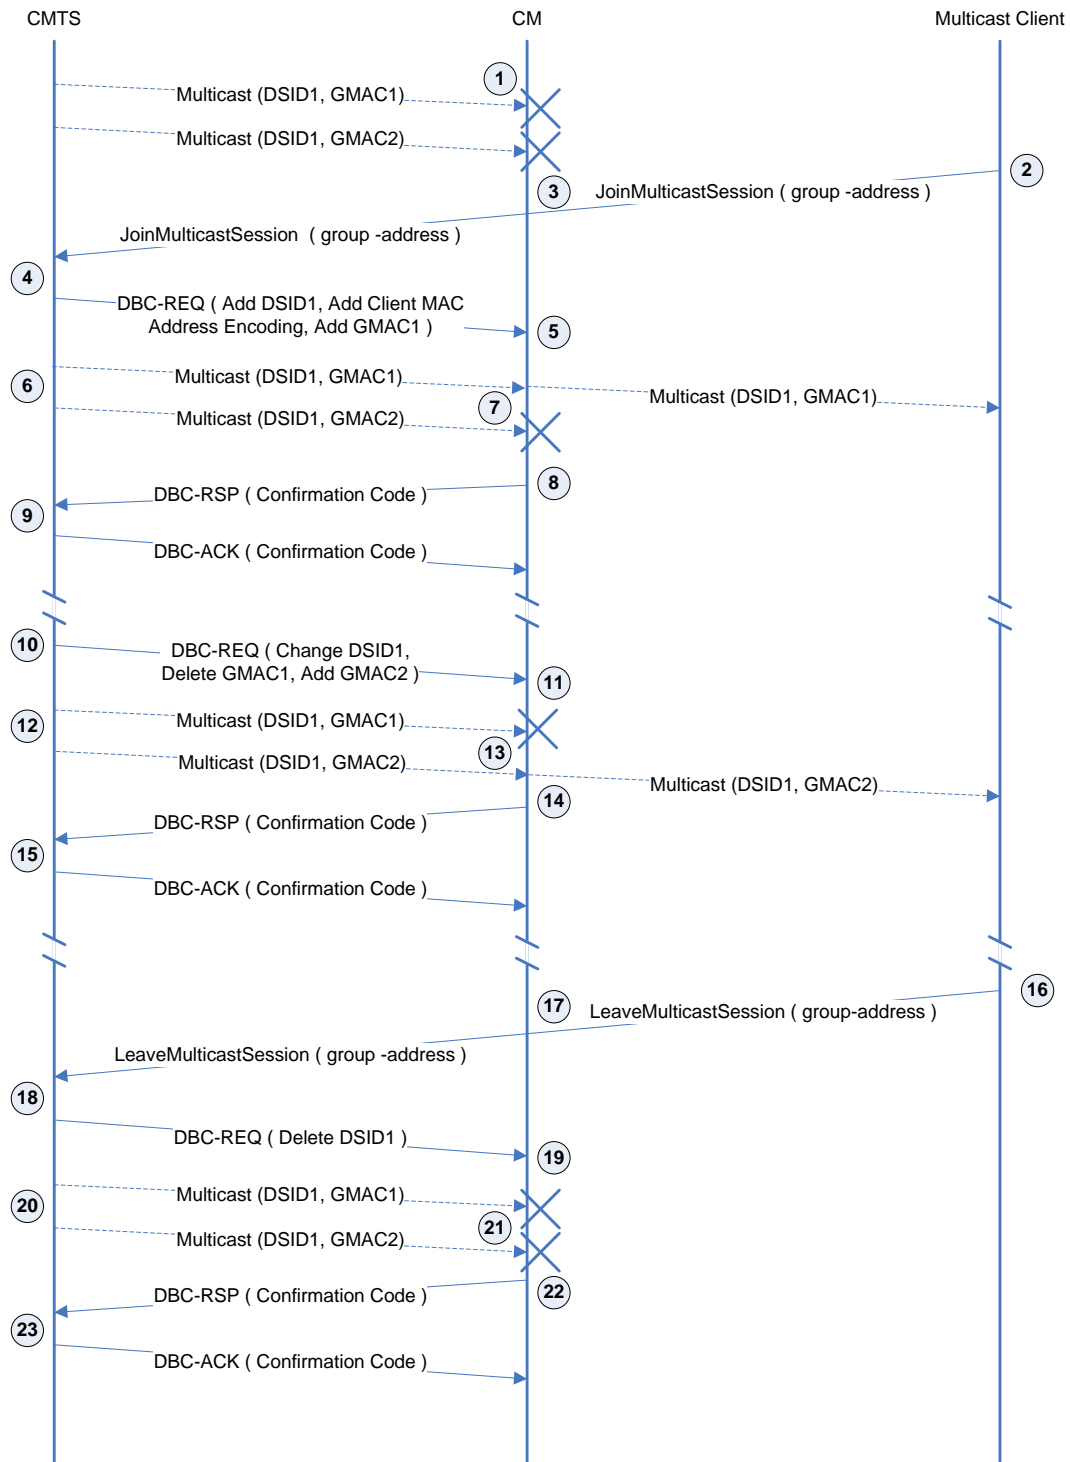 CMTS
CM
Multicast Client
1
Multicast (DSID1, GMAC1)
Multicast (DSID1, GMAC2)
2
3
JoinMulticastSession ( group -address )
JoinMulticastSession ( group -address )
4
DBC-REQ ( Add DSID1, Add Client MAC
Address Encoding, Add GMAC1 )
5
6
Multicast (DSID1, GMAC1)
Multicast (DSID1, GMAC1)
7
Multicast (DSID1, GMAC2)
8
DBC-RSP ( Confirmation Code )
9
DBC-ACK ( Confirmation Code )
10
DBC-REQ ( Change DSID1,
Delete GMAC1, Add GMAC2 )
11
12
Multicast (DSID1, GMAC1)
13
Multicast (DSID1, GMAC2)
Multicast (DSID1, GMAC2)
14
DBC-RSP ( Confirmation Code )
15
DBC-ACK ( Confirmation Code )
16
17
LeaveMulticastSession ( group-address )
LeaveMulticastSession ( group -address )
18
DBC-REQ ( Delete DSID1 )
19
Multicast (DSID1, GMAC1)
20
21
Multicast (DSID1, GMAC2)
22
DBC-RSP ( Confirmation Code )
23
DBC-ACK ( Confirmation Code )